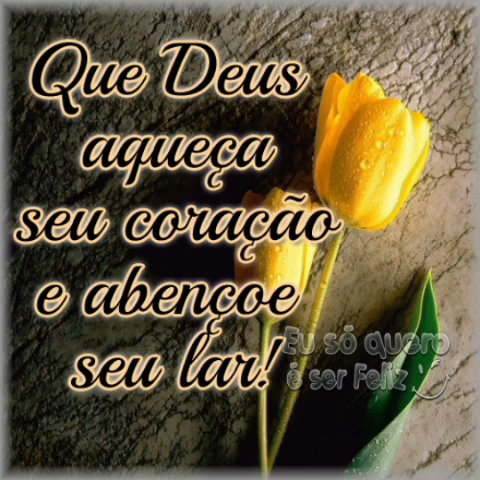 Que Deus
aqueça
seu coração
e abençoe
seu lar!
Eu só quero
é ser Feliz